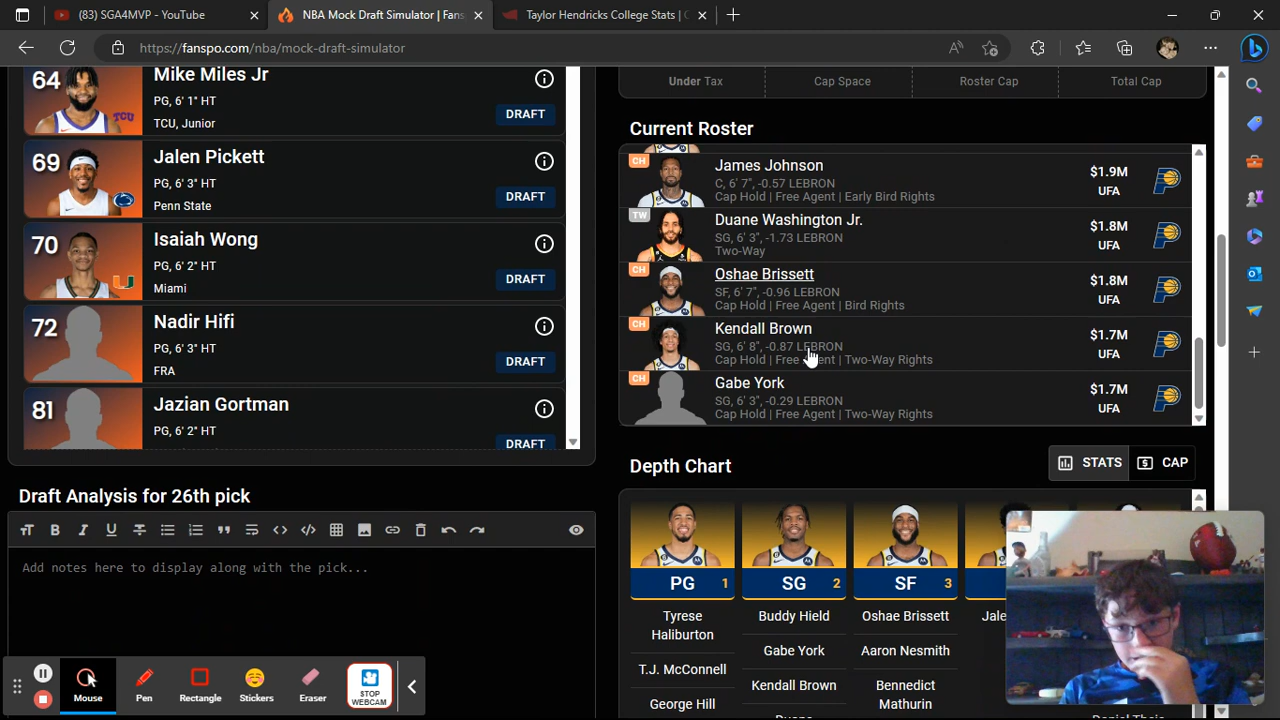 (83) SGA4MVP - YouTube
NBA Mock Draft Simulator | Fans
Taylor Hendricks College Stats | C
https://fanspo.com/nba/mock-draft-simulator
64
Mike Miles Jr
PG, 6' 1" HT
TCU, Junior
TCU
DRAFT
69
Jalen Pickett
PG, 6' 3" HT
Penn State
DRAFT
70
Isaiah Wong
PG, 6' 2" HT
Miami
DRAFT
72
Nadir Hifi
PG, 6' 3" HT
FRA
DRAFT
81
Jazian Gortman
PG, 6' 2" HT
DRAFT
Draft Analysis for 26th pick
Add notes here to display along with the pick...
Under Tax
Cap Space
Roster Cap
Total Cap
Current Roster
CH
James Johnson
C, 6' 7", -0.57 LEBRON
Cap Hold | Free Agent | Early Bird Rights
$1.9M
UFA
TW
Duane Washington Jr.
SG, 6' 3", -1.73 LEBRON
Two-Way
$1.8M
UFA
CH
Oshae Brissett
SF, 6' 7", -0.96 LEBRON
Cap Hold | Free Agent | Bird Rights
$1.8M
UFA
CH
Kendall Brown
SG, 6' 8", -0.87 LEBRON
Cap Hold | Free Agent | Two-Way Rights
$1.7M
UFA
CH
Gabe York
SG, 6' 3", -0.29 LEBRON
Cap Hold | Free Agent | Two-Way Rights
$1.7M
UFA
Depth Chart
STATS
CAP
PG 1
SG 2
SF 3
Tyrese
Haliburton
Buddy Hield
Oshae Brissett
Jale
T.J. McConnell
Gabe York
Aaron Nesmith
George Hill
Kendall Brown
Bennedict
Mathurin
Mouse
Pen
Rectangle
Stickers
Eraser
STOP
WEBCAM